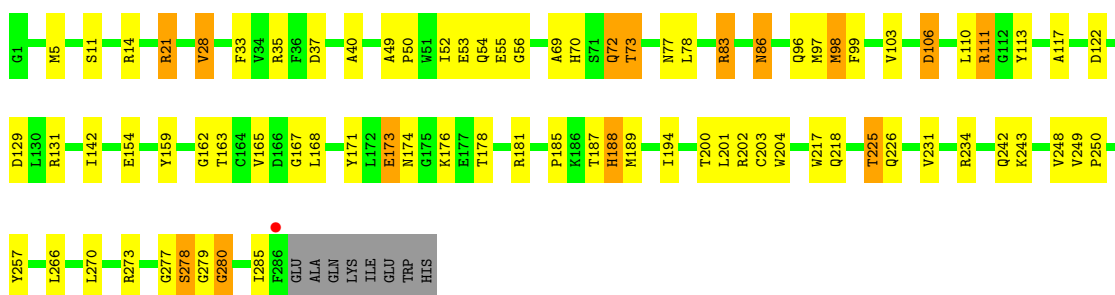 G1 M5 S11 R14 R21 V28 F33 V34 R35 F36 D37 A40 A49 P50 W51 I52 E53 Q54 E55 G56 A69 H70 S71 Q72 T73 N77 L78 R83 N86 Q96 M97 M98 F99 V103 D106 L110 R111 G112 Y113 A117 D122
D129 L130 R131 I142 E154 Y159 G162 T163 C164 V165 D166 G167 L168 Y171 L172 E173 N174 G175 K176 E177 T178 R181 P185 K186 T187 H188 M189 I194 T200 L201 R202 C203 W204 W217 Q218 T225 Q226 V231 R234 Q242 K243 V248 V249 P250
Y257 L266 L270 R273 G277 S278 G279 G280 I285 F286 GLU ALA GLN LYS ILE GLU TRP HIS